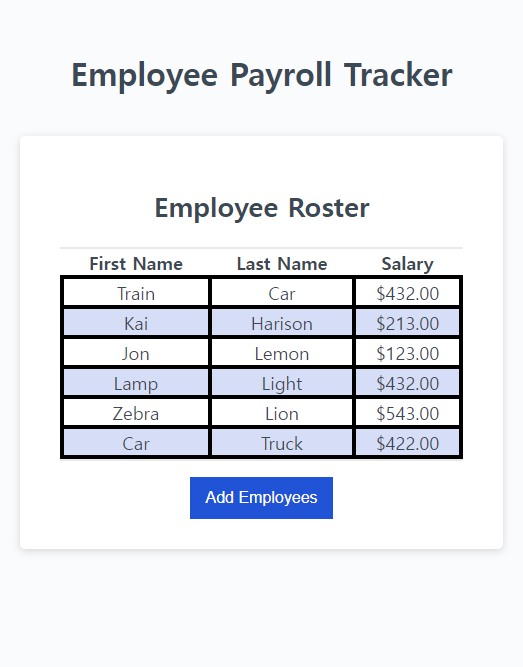 Employee Payroll Tracker
Employee Roster
First Name Last Name Salary
Train Car $432.00
Kai Harison $213.00
Jon Lemon $123.00
Lamp Light $432.00
Zebra Lion $543.00
Car Truck $422.00
Add Employees